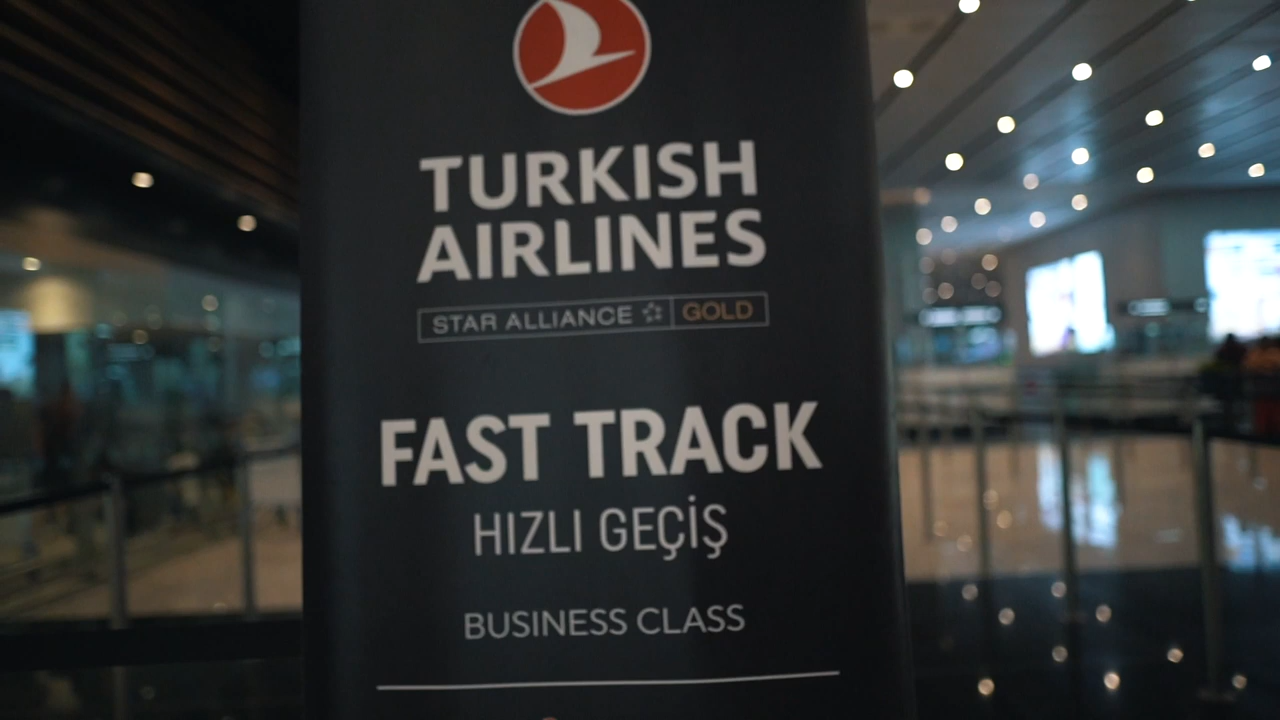 TURKISH
AIRLINES
STAR ALLIANCE GOLD
FAST TRACK
HIZLI GEÇİŞ
BUSINESS CLASS